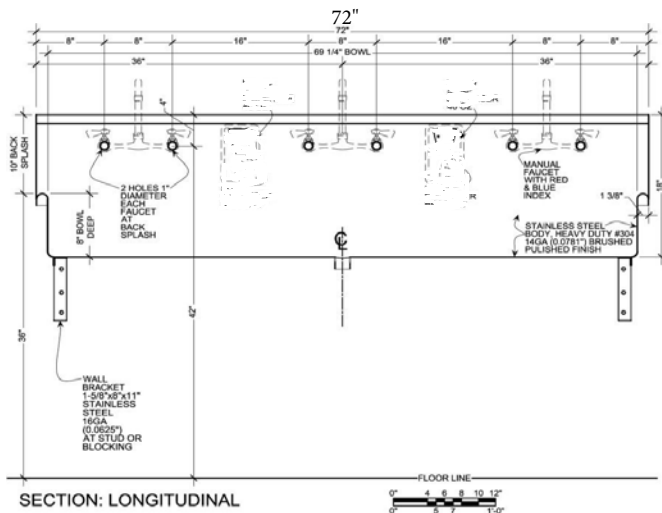 72"
72"
8" 8" 16" 8" 16" 8" 8"
69 1/4" BOWL
36" 36"
4"
10" BACK
SPLASH
2 HOLES 1"
DIAMETER
EACH
FAUCET
AT
BACK
SPLASH
MANUAL
FAUCET
WITH RED
& BLUE
INDEX
18"
1 3/8"
8" BOWL
DEEP
STAINLESS STEEL
BODY, HEAVY DUTY #304
14GA (0.0781") BRUSHED
PULISHED FINISH
CL
36"
42"
WALL
BRACKET
1-5/8"x8"x11"
STAINLESS
STEEL
16GA
(0.0625")
AT STUD OR
BLOCKING
FLOOR LINE
SECTION: LONGITUDINAL
0" 4 6 8 10 12"
0" 5 7 1'-0"